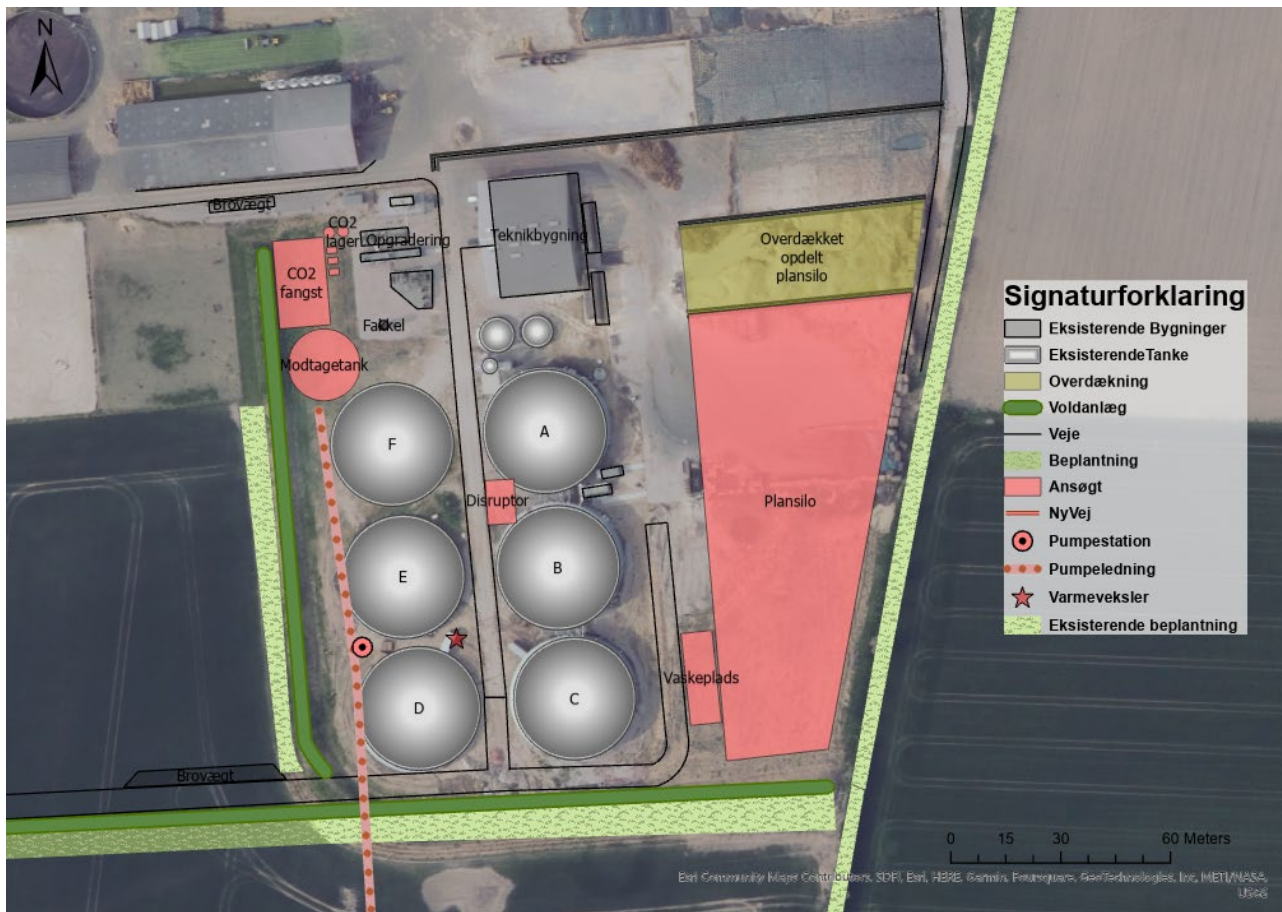 N
Brovægt
CO2
lager
Opgradering
Teknikbygning
Overdækket
opdelt
plansilo
CO2
fangst
Fakkel
Modtagetank
Signaturforklaring
Eksisterende Bygninger
EksisterendeTanke
Overdækning
Voldanlæg
Veje
Beplantning
Ansøgt
NyVej
Pumpestation
Pumpeledning
Varmeveksler
Eksisterende beplantning
F
A
Disruptor
Plansilo
E
B
Vaskeplads
D
C
Brovægt
0 15 30 60 Meters
Esri Community Maps Contributors, SDFI, Esri, HERE, Garmin, Foursquare, GeoTechnologies, Inc, METI/NASA,
USGS